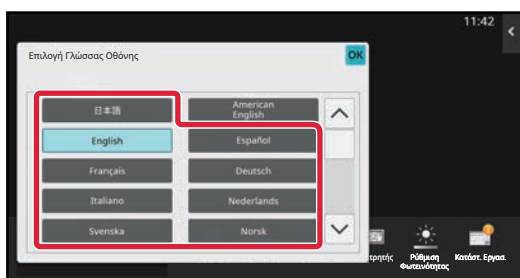 11:42
Επιλογή Γλώσσας Οθόνης
OK
日本語
American
English
English
Español
Français
Deutsch
Italiano
Nederlands
Svenska
Norsk
Ρύθμιση
Φωτεινότητας
Κατάστ. Εργασ.